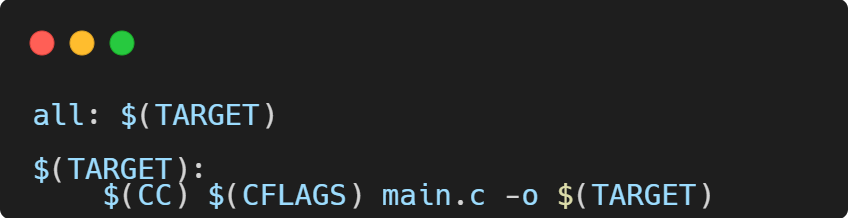 all: $(TARGET)
$(TARGET):
$(CC) $(CFLAGS) main.c -o $(TARGET)